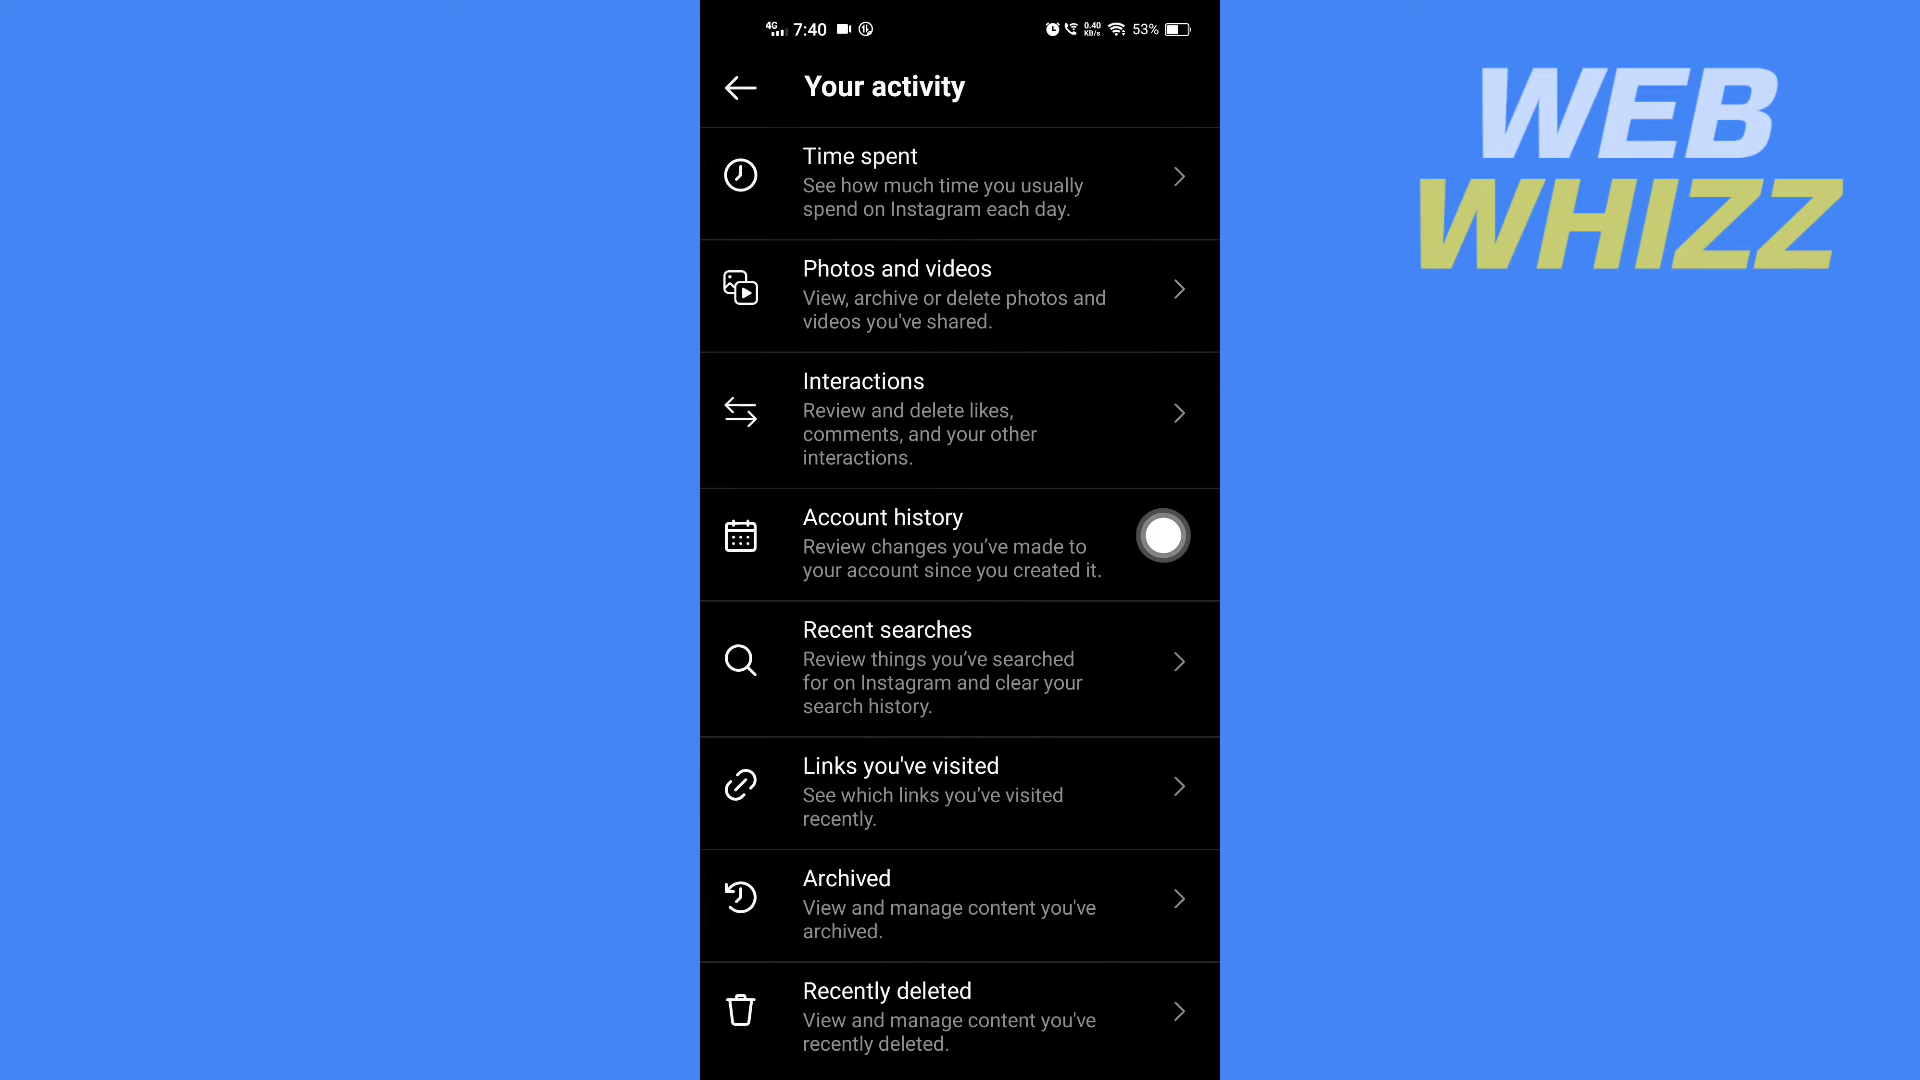 4G 7:40 0.40 KB/s 53%
WEB
WHIZZ
Your activity
Time spent
See how much time you usually
spend on Instagram each day.
Photos and videos
View, archive or delete photos and
videos you've shared.
Interactions
Review and delete likes,
comments, and your other
interactions.
Account history
Review changes you’ve made to
your account since you created it.
Recent searches
Review things you’ve searched
for on Instagram and clear your
search history.
Links you've visited
See which links you’ve visited
recently.
Archived
View and manage content you've
archived.
Recently deleted
View and manage content you've
recently deleted.